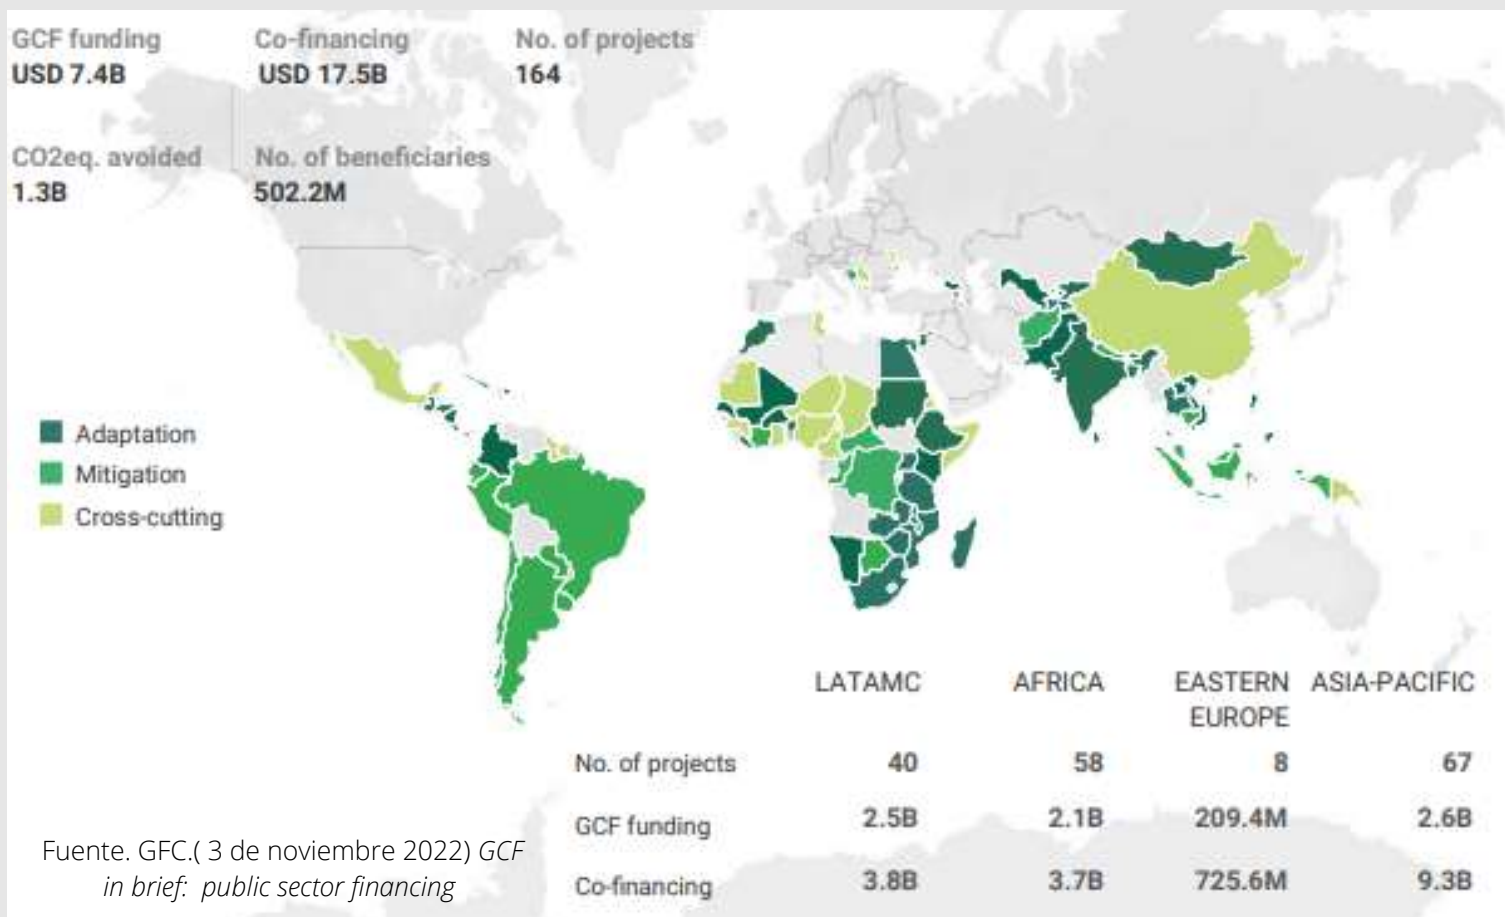 GCF funding
USD 7.4B
Co-financing
USD 17.5B
No. of projects
164
CO2eq. avoided
1.3B
No. of beneficiaries
502.2M
Adaptation
Mitigation
Cross-cutting
LATAMC AFRICA EASTERN EUROPE ASIA-PACIFIC
No. of projects 40 58 8 67
GCF funding 2.5B 2.1B 209.4M 2.6B
Co-financing 3.8B 3.7B 725.6M 9.3B
Fuente. GFC.( 3 de noviembre 2022) GCF
in brief: public sector financing